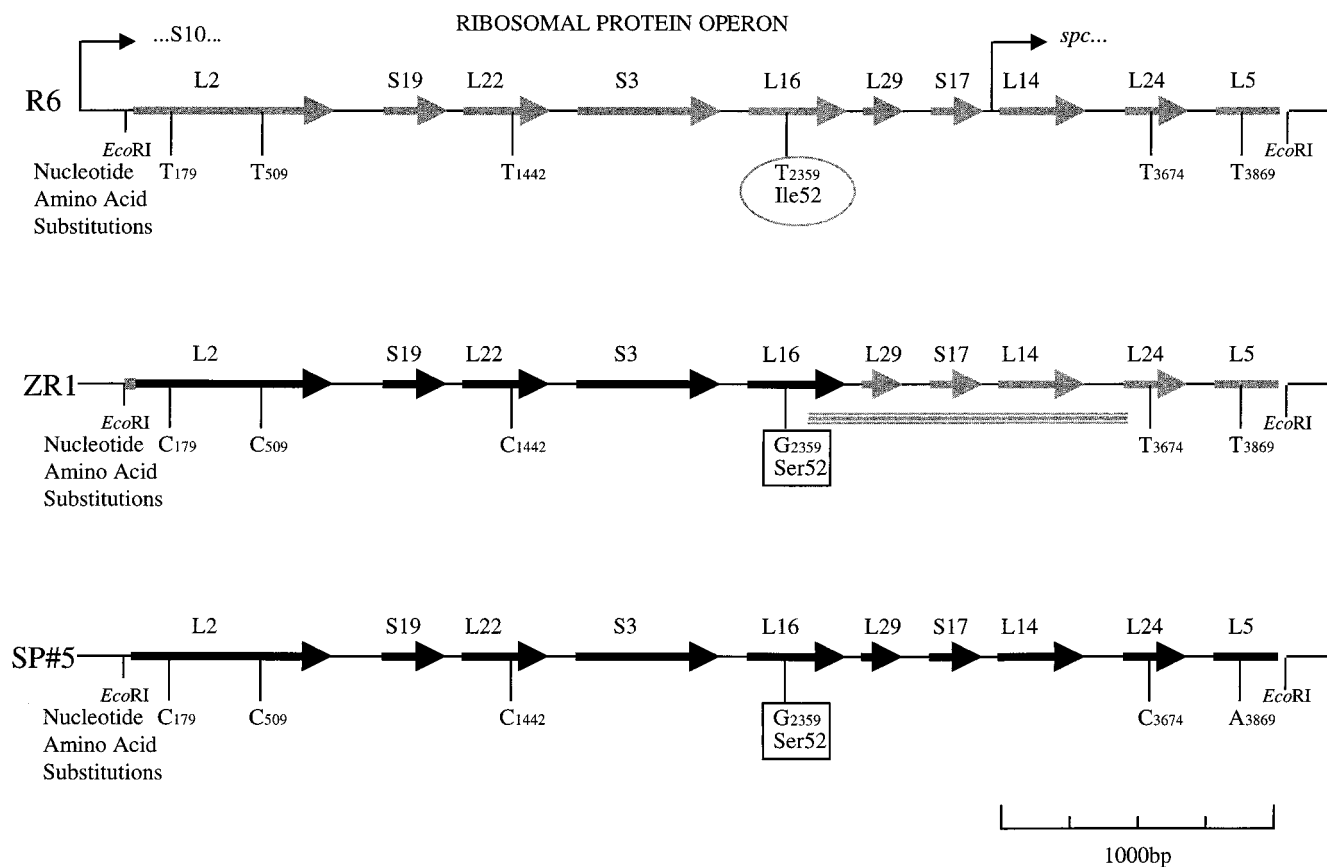 RIBOSOMAL PROTEIN OPERON
...S10...
spc...
L2 S19 L22 S3 L16 L29 S17 L14 L24 L5
R6
EcoRI EcoRI
Nucleotide T179 T509 T1442 T2359 T3674 T3869
Amino Acid Ile52
Substitutions
L2 S19 L22 S3 L16 L29 S17 L14 L24 L5
ZR1
EcoRI EcoRI
Nucleotide C179 C509 C1442 G2359 T3674 T3869
Amino Acid Ser52
Substitutions
L2 S19 L22 S3 L16 L29 S17 L14 L24 L5
SP#5
EcoRI EcoRI
Nucleotide C179 C509 C1442 G2359 C3674 A3869
Amino Acid Ser52
Substitutions
1000bp